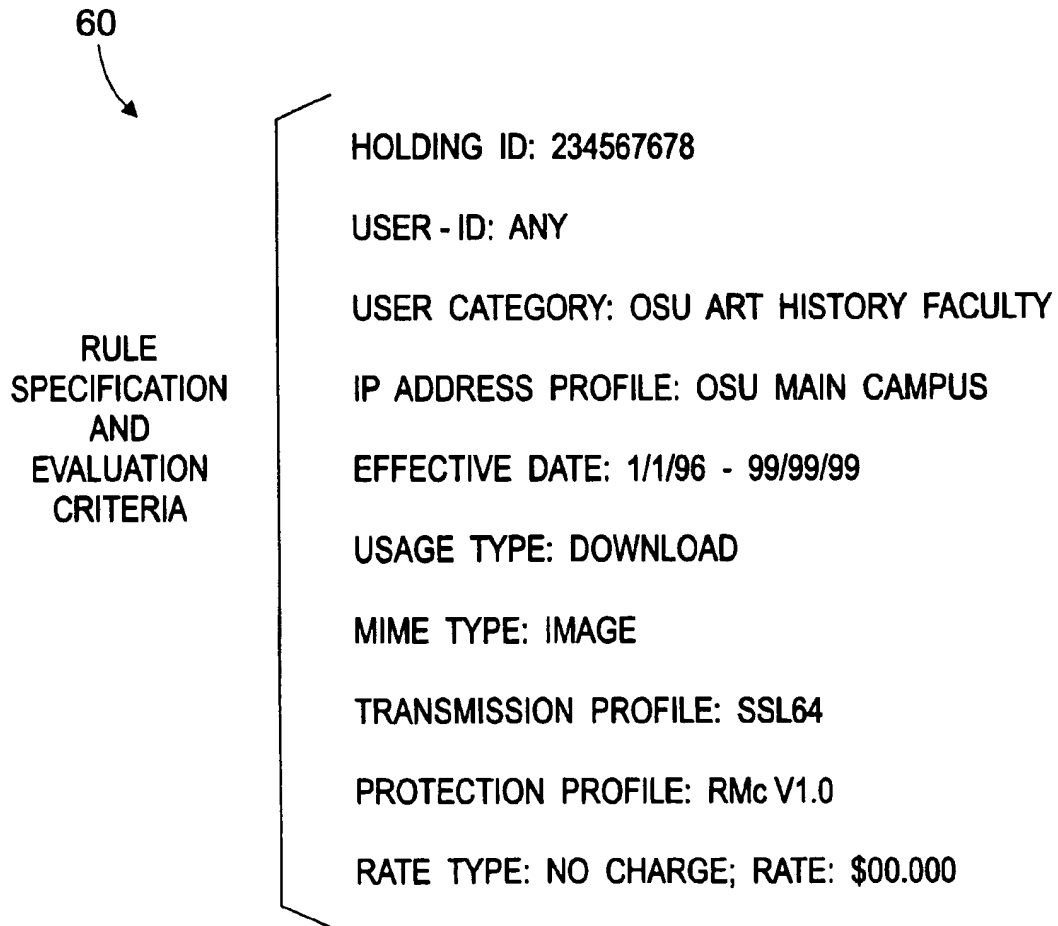 60
RULE
SPECIFICATION
AND
EVALUATION
CRITERIA
HOLDING ID: 234567678
USER - ID: ANY
USER CATEGORY: OSU ART HISTORY FACULTY
IP ADDRESS PROFILE: OSU MAIN CAMPUS
EFFECTIVE DATE: 1/1/96 - 99/99/99
USAGE TYPE: DOWNLOAD
MIME TYPE: IMAGE
TRANSMISSION PROFILE: SSL64
PROTECTION PROFILE: RMc V1.0
RATE TYPE: NO CHARGE; RATE: $00.000